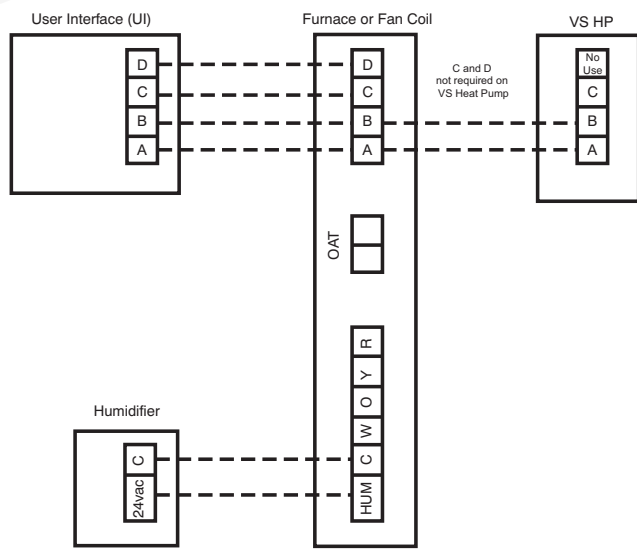 User Interface (UI)
Furnace or Fan Coil
VS HP
D
C
B
A
D
C
B
A
C and D
not required on
VS Heat Pump
No
Use
C
B
A
OAT
R
Y
O
W
C
HUM
Humidifier
C
24vac